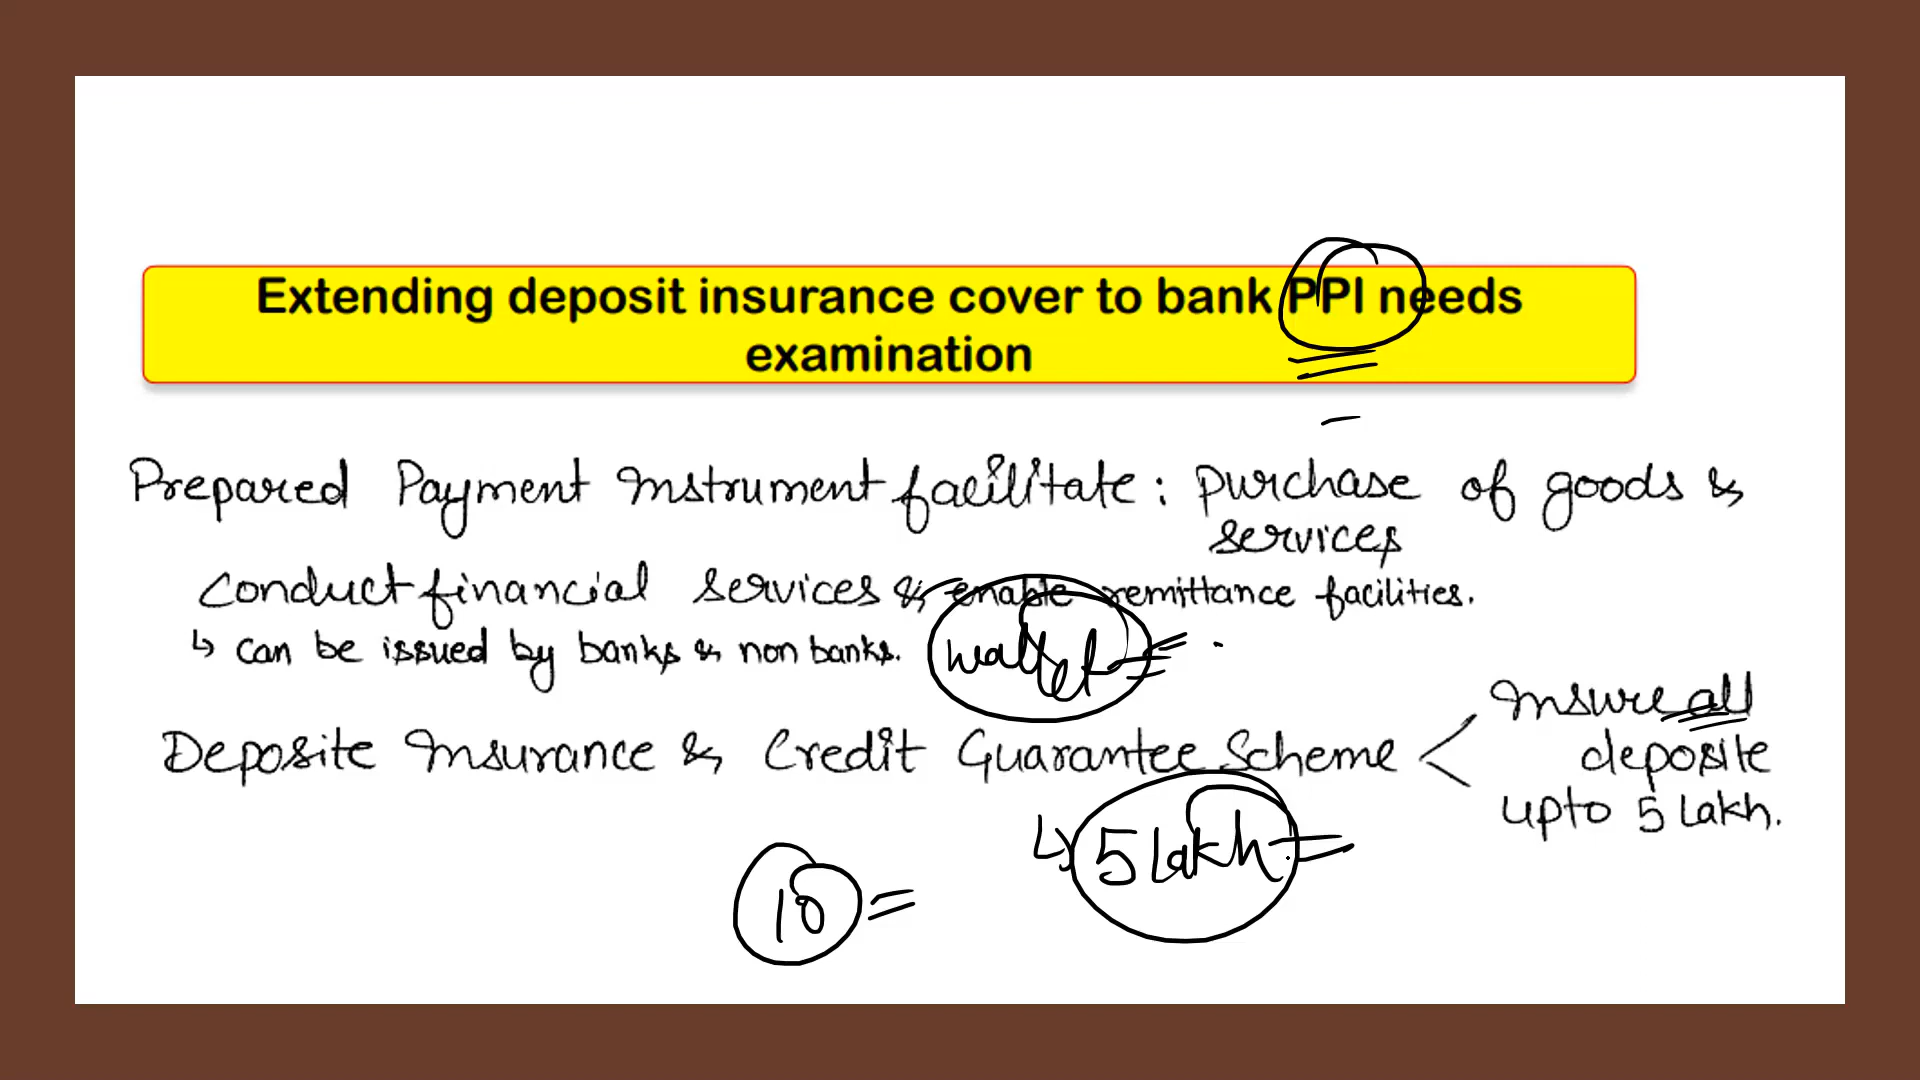 Extending deposit insurance cover to bank PPI needs
examination
Prepared Payment Instrument facilitate: purchase of goods &
services
Conduct financial services & enable remittance facilities.
↳ can be issued by banks & non banks. wallet
Deposite Insurance & Credit Guarantee Scheme < Insure all
deposite
upto 5 lakh.
↳ 5 lakh =
10 =